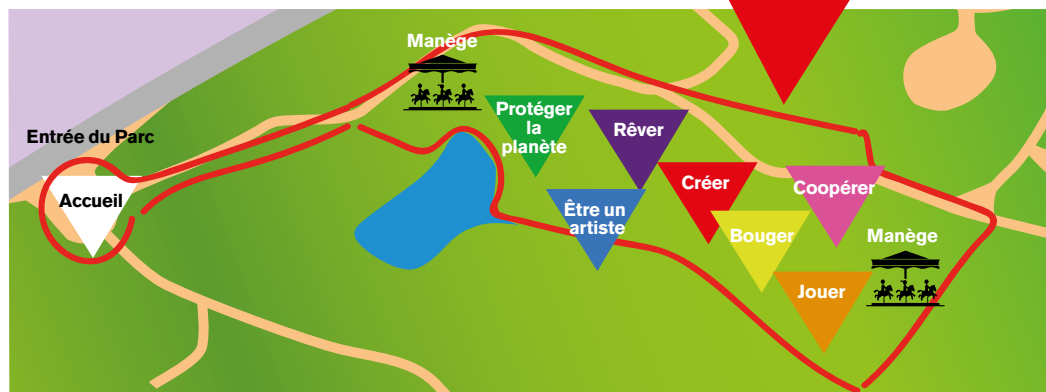 Manège
Protéger
la
planète
Rêver
Entrée du Parc
Accueil
Créer
Coopérer
Être un
artiste
Bouger
Manège
Jouer